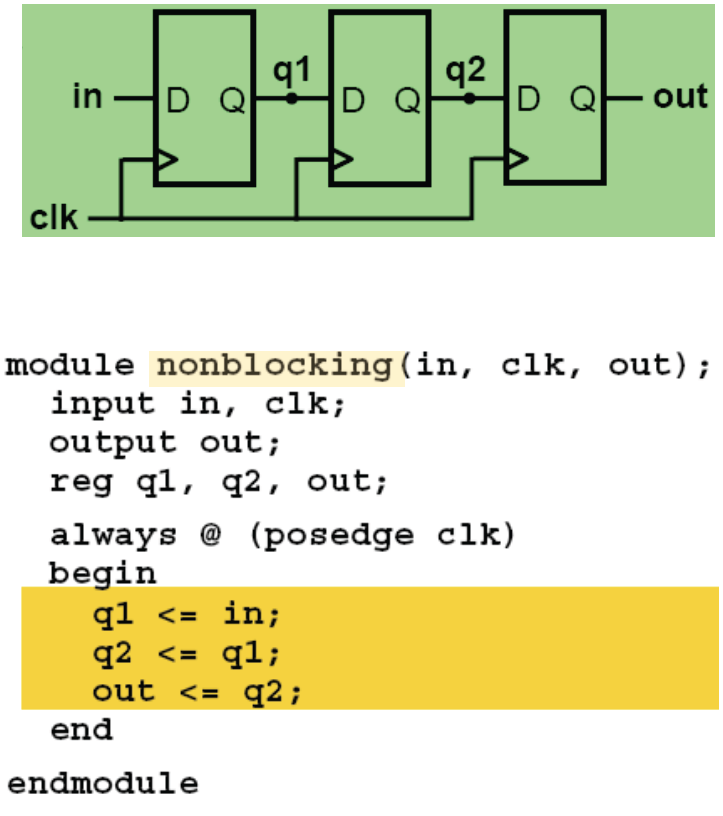 q1 q2
in D Q D Q D Q out
clk
module nonblocking(in, clk, out);
input in, clk;
output out;
reg q1, q2, out;
always @ (posedge clk)
begin
q1 <= in;
q2 <= q1;
out <= q2;
end
endmodule